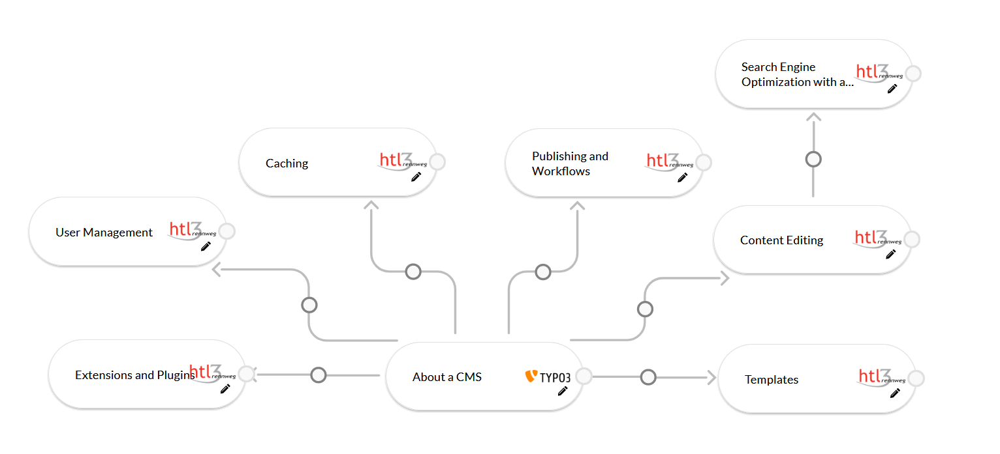 Search Engine
Optimization with a...
htl3
rennweg
Caching
htl3
rennweg
Publishing and
Workflows
htl3
rennweg
User Management
htl3
rennweg
Content Editing
htl3
rennweg
Extensions and Plugins
htl3
rennweg
About a CMS
TYPO3
Templates
htl3
rennweg